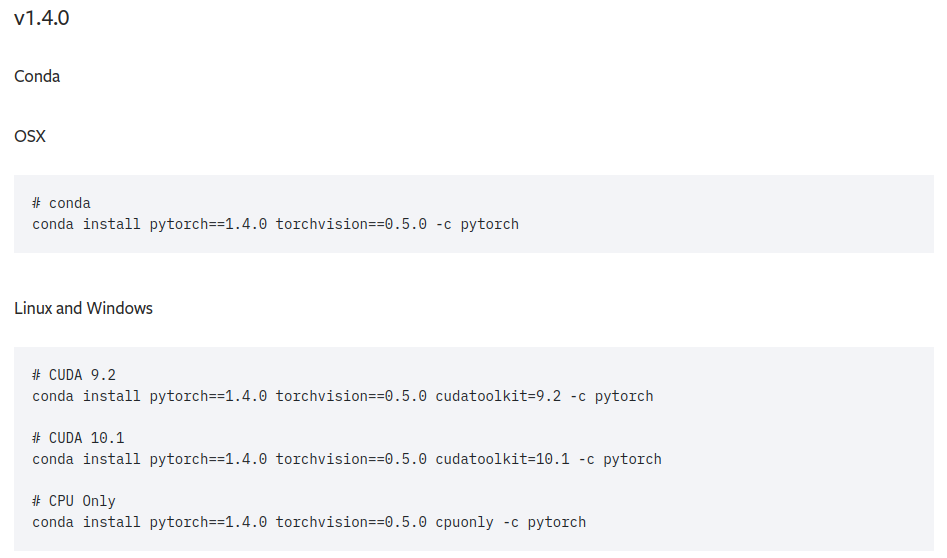 v1.4.0
Conda
OSX
# conda
conda install pytorch==1.4.0 torchvision==0.5.0 -c pytorch
Linux and Windows
# CUDA 9.2
conda install pytorch==1.4.0 torchvision==0.5.0 cudatoolkit=9.2 -c pytorch
# CUDA 10.1
conda install pytorch==1.4.0 torchvision==0.5.0 cudatoolkit=10.1 -c pytorch
# CPU Only
conda install pytorch==1.4.0 torchvision==0.5.0 cpuonly -c pytorch